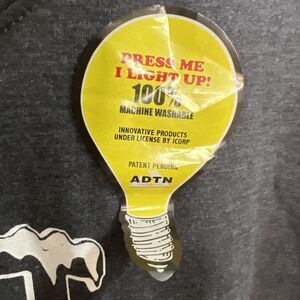 PRESS ME
I LIGHT UP!
100%
MACHINE WASHABLE
INNOVATIVE PRODUCTS
UNDER LICENSE BY ICORP
PATENT PENDING
ADTN